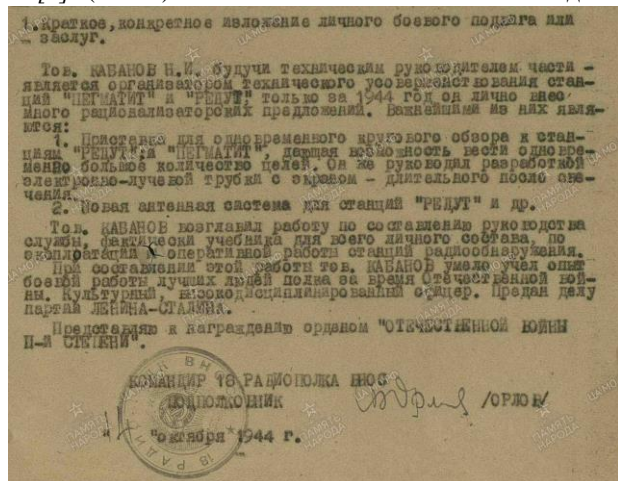 1.Краткое,конкретное изложение личного боевого подвига или
- заслуг.
Тов. КАБАНОВ Н.И. будучи техническим руководителем части -
является организатором технического усовершенствования стан-
ций "ПЕГМАТИТ" и "РЕДУТ, только за 1944 год он лично внес
много рационализаторских предложений. Важнейшими из них явля-
ются:
1. Приставка для одновременного кругового обзора к стан-
циям "РЕДУТ" и "ПЕГМАТИТ", дающая возможность вести одновре-
менно большое количество целей. Он же руководил разработкой
электронно-лучевой трубки с экраном - длительного после све-
чения.
2. Новая антенная система для станций "РЕДУТ" и др.
Тов. КАБАНОВ возглавил работу по составлению руководства
службы, фактически учебника для всего личного состава, по
эксплоатации и оперативной работы станций радиообнаружения.
При составлении этой работы тов. КАБАНОВ умело учел опыт
боевой работы лучших людей полка за время Отечественной вой-
ны. Культурный, высокодисциплинированный офицер. Предан делу
партии ЛЕНИНА-СТАЛИНА.
Представляю к награждению орденом "ОТЕЧЕСТВЕННОЙ ВОЙНЫ
II-й СТЕПЕНИ".
КОМАНДИР 18 РАДИОПОЛКА ВНОС
ПОДПОЛКОВНИК /ОРЛОВ/
"октября 1944 г.
ПАМЯТЬ НАРОДА